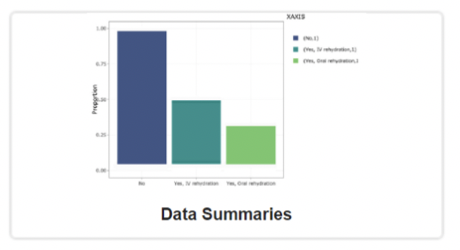 XAXIS
1.00
(No,1)
(Yes, IV rehydration,1)
(Yes, Oral rehydration,1
0.75
Proportion
0.50
0.25
0.00
No
Yes, IV rehydration
Yes, Oral rehydration
Data Summaries